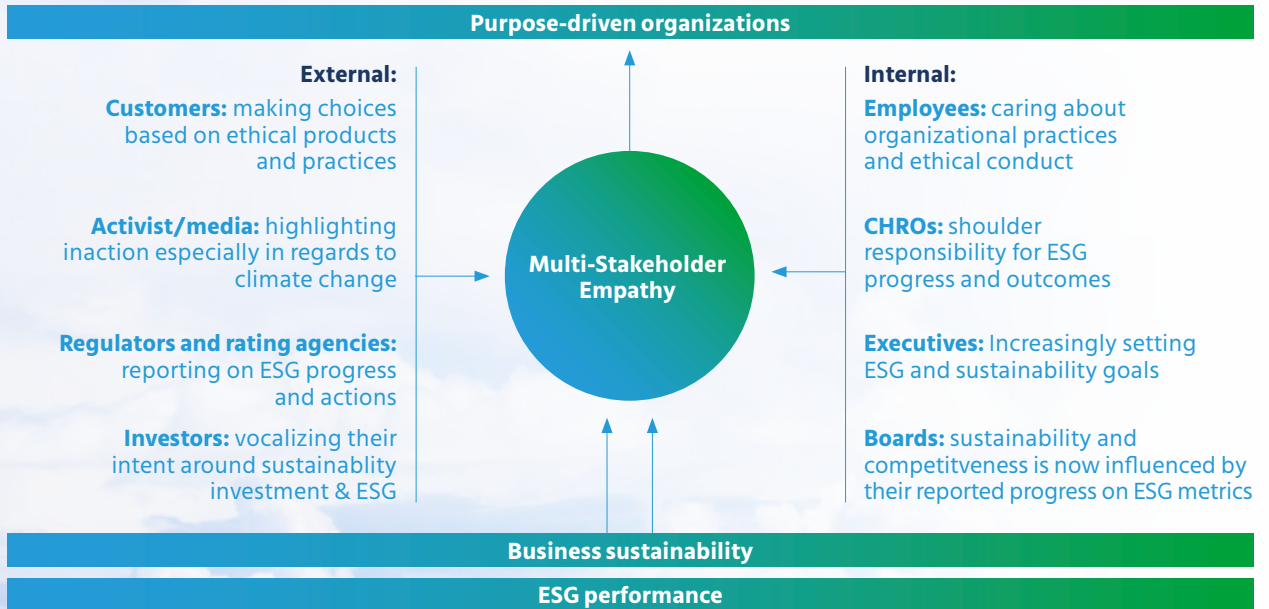 Purpose-driven organizations
External:
Customers: making choices
based on ethical products
and practices
Activist/media: highlighting
inaction especially in regards to
climate change
Regulators and rating agencies:
reporting on ESG progress
and actions
Investors: vocalizing their
intent around sustainablity
investment & ESG
Multi-Stakeholder
Empathy
Internal:
Employees: caring about
organizational practices
and ethical conduct
CHROs: shoulder
responsibility for ESG
progress and outcomes
Executives: Increasingly setting
ESG and sustainability goals
Boards: sustainability and
competitveness is now influenced by
their reported progress on ESG metrics
Business sustainability
ESG performance